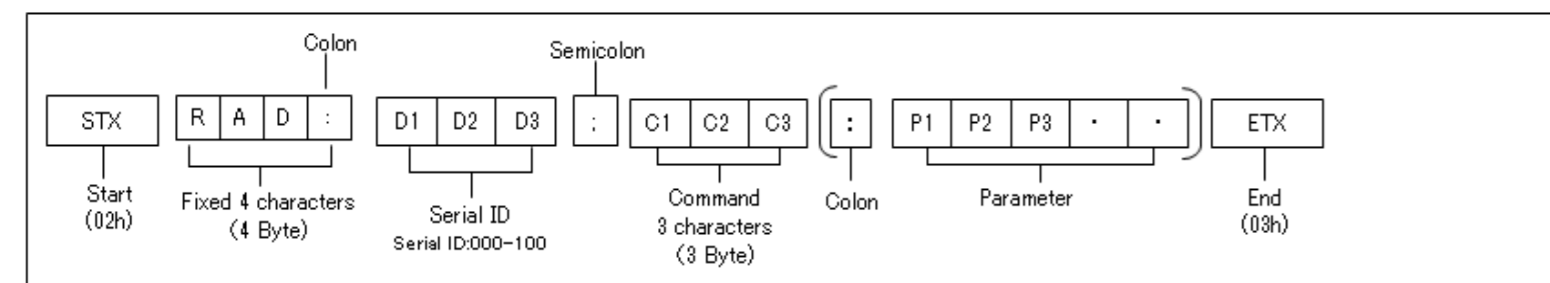 Colon
Semicolon
STX R A D : D1 D2 D3 ; C1 C2 C3 ( : P1 P2 P3 ・ ・ ) ETX
Start
(02h)
Fixed 4 characters
(4 Byte)
Serial ID
Serial ID:000-100
Command
3 characters
(3 Byte)
Colon
Parameter
End
(03h)